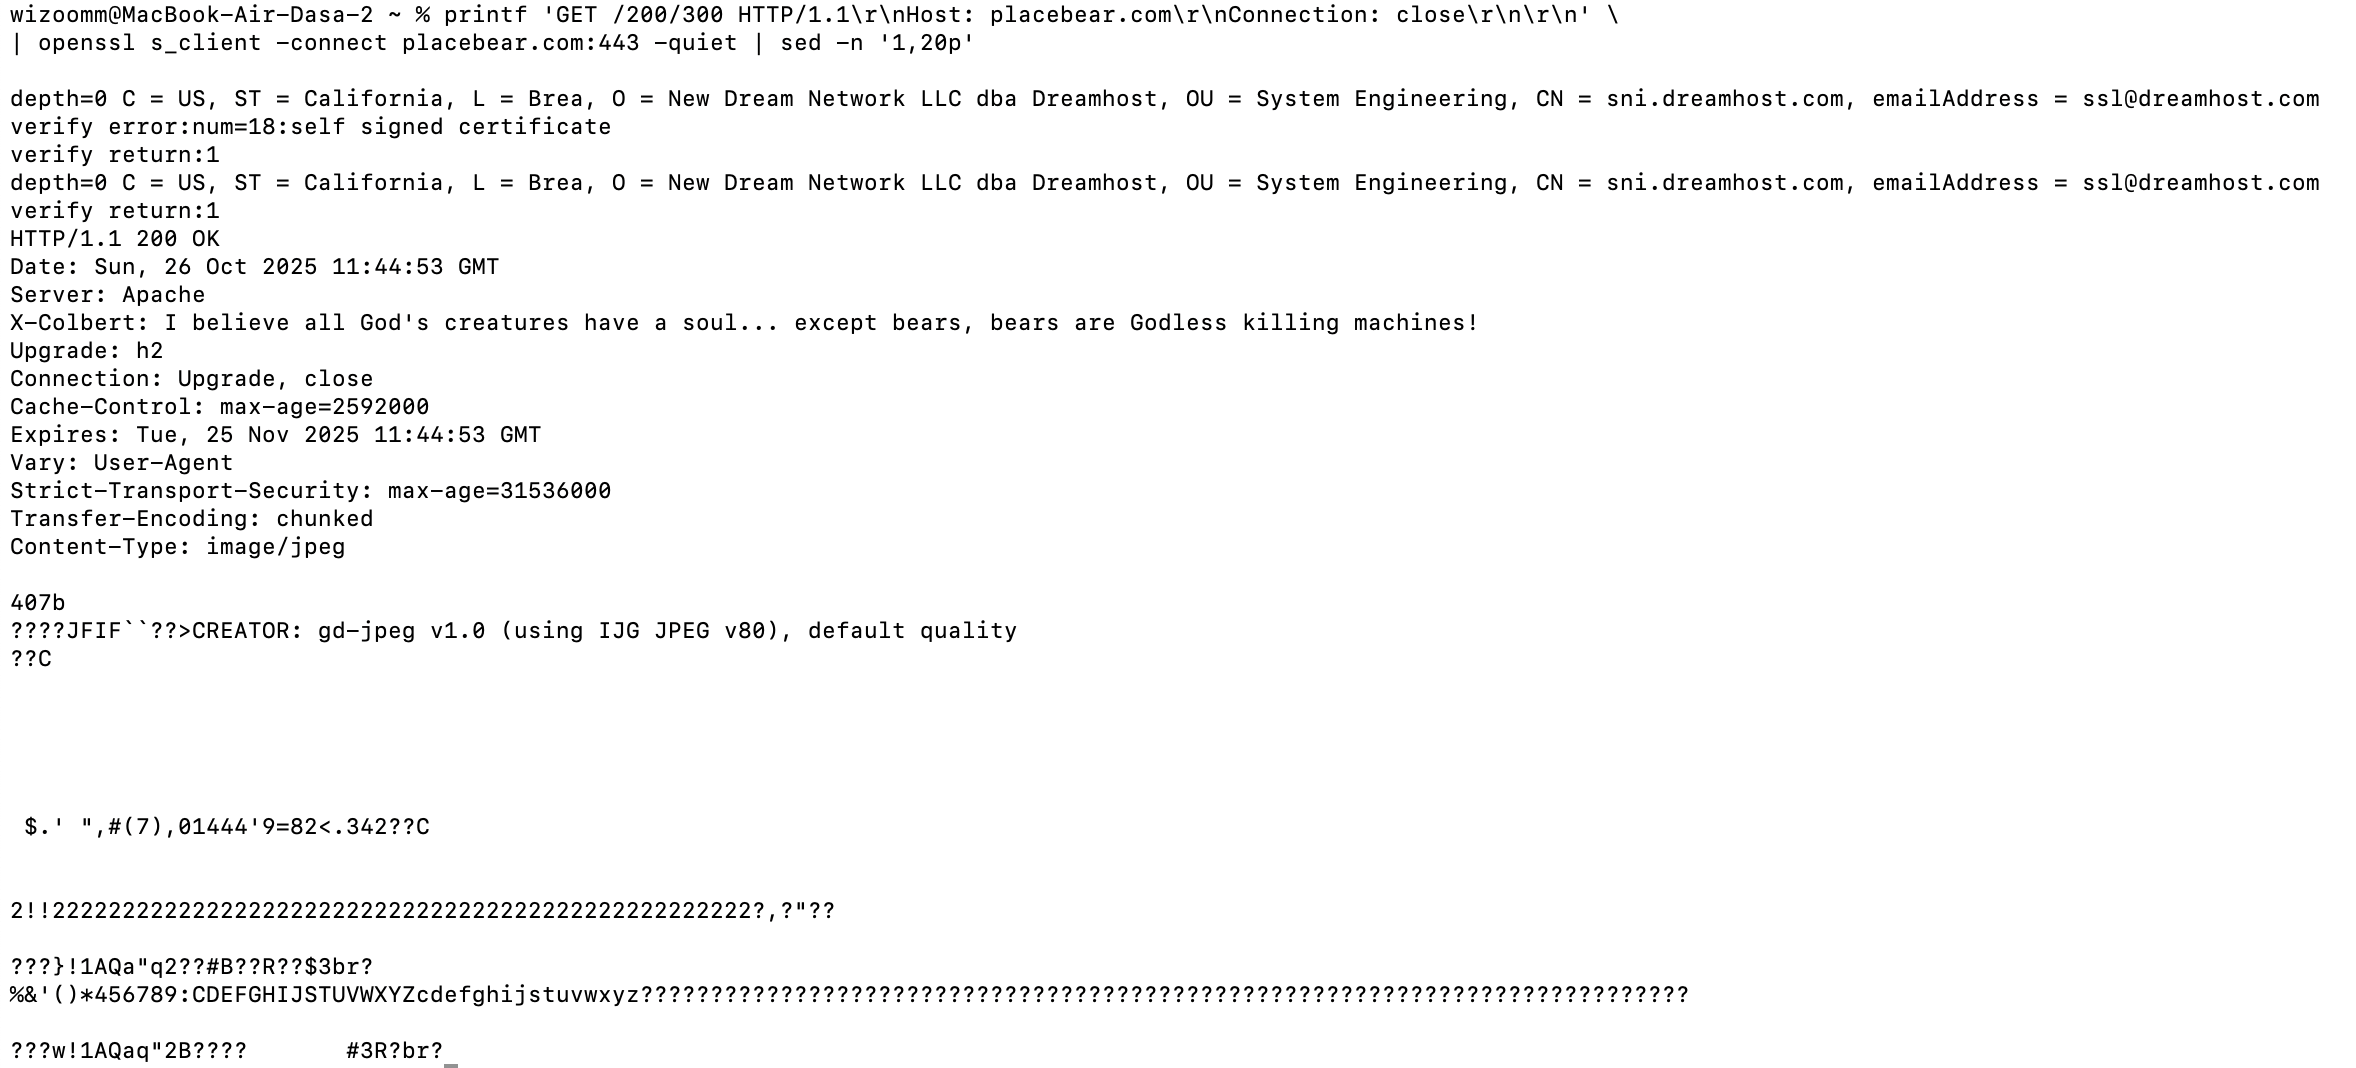 wizoomm@MacBook-Air-Dasa-2 ~ % printf 'GET /200/300 HTTP/1.1\r\nHost: placebear.com\r\nConnection: close\r\n\r\n' \
| openssl s_client -connect placebear.com:443 -quiet | sed -n '1,20p'
depth=0 C = US, ST = California, L = Brea, O = New Dream Network LLC dba Dreamhost, OU = System Engineering, CN = sni.dreamhost.com, emailAddress = ssl@dreamhost.com
verify error:num=18:self signed certificate
verify return:1
depth=0 C = US, ST = California, L = Brea, O = New Dream Network LLC dba Dreamhost, OU = System Engineering, CN = sni.dreamhost.com, emailAddress = ssl@dreamhost.com
verify return:1
HTTP/1.1 200 OK
Date: Sun, 26 Oct 2025 11:44:53 GMT
Server: Apache
X-Colbert: I believe all God's creatures have a soul... except bears, bears are Godless killing machines!
Upgrade: h2
Connection: Upgrade, close
Cache-Control: max-age=2592000
Expires: Tue, 25 Nov 2025 11:44:53 GMT
Vary: User-Agent
Strict-Transport-Security: max-age=31536000
Transfer-Encoding: chunked
Content-Type: image/jpeg
407b
????JFIF``??>CREATOR: gd-jpeg v1.0 (using IJG JPEG v80), default quality
??C
$.' ",#(7),01444'9=82<.342??C
2!!22222222222222222222222222222222222222222222222222?,?"??
???}!1AQa"q2??#B??R??$3br?
%&'()*456789:CDEFGHIJSTUVWXYZcdefghijstuvwxyz???????????????????????????????????????????????????????????????????????????
???w!1AQaq"2B???? #3R?br?